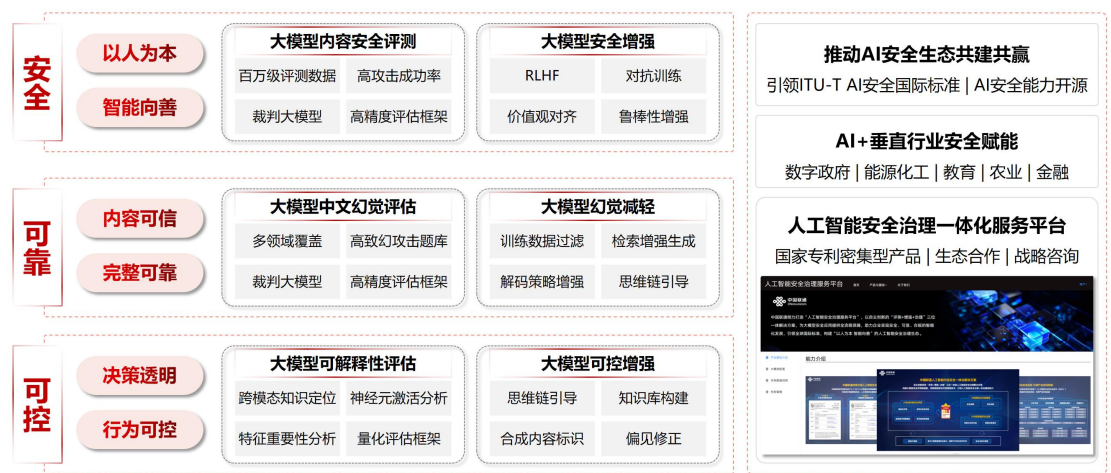 安全
以人为本
智能向善
大模型内容安全评测
百万级评测数据
高攻击成功率
裁判大模型
高精度评估框架
大模型安全增强
RLHF
对抗训练
价值观对齐
鲁棒性增强
可靠
内容可信
完整可靠
大模型中文幻觉评估
多领域覆盖
高致幻攻击题库
裁判大模型
高精度评估框架
大模型幻觉减轻
训练数据过滤
检索增强生成
解码策略增强
思维链引导
可控
决策透明
行为可控
大模型可解释性评估
跨模态知识定位
神经元激活分析
特征重要性分析
量化评估框架
大模型可控增强
思维链引导
知识库构建
合成内容标识
偏见修正
推动AI安全生态共建共赢
引领ITU-T AI安全国际标准 | AI安全能力开源
AI+垂直行业安全赋能
数字政府 | 能源化工 | 教育 | 农业 | 金融
人工智能安全治理一体化服务平台
国家专利密集型产品 | 生态合作 | 战略咨询
人工智能安全治理服务平台
首页
关于我们
中国联通
能力介绍